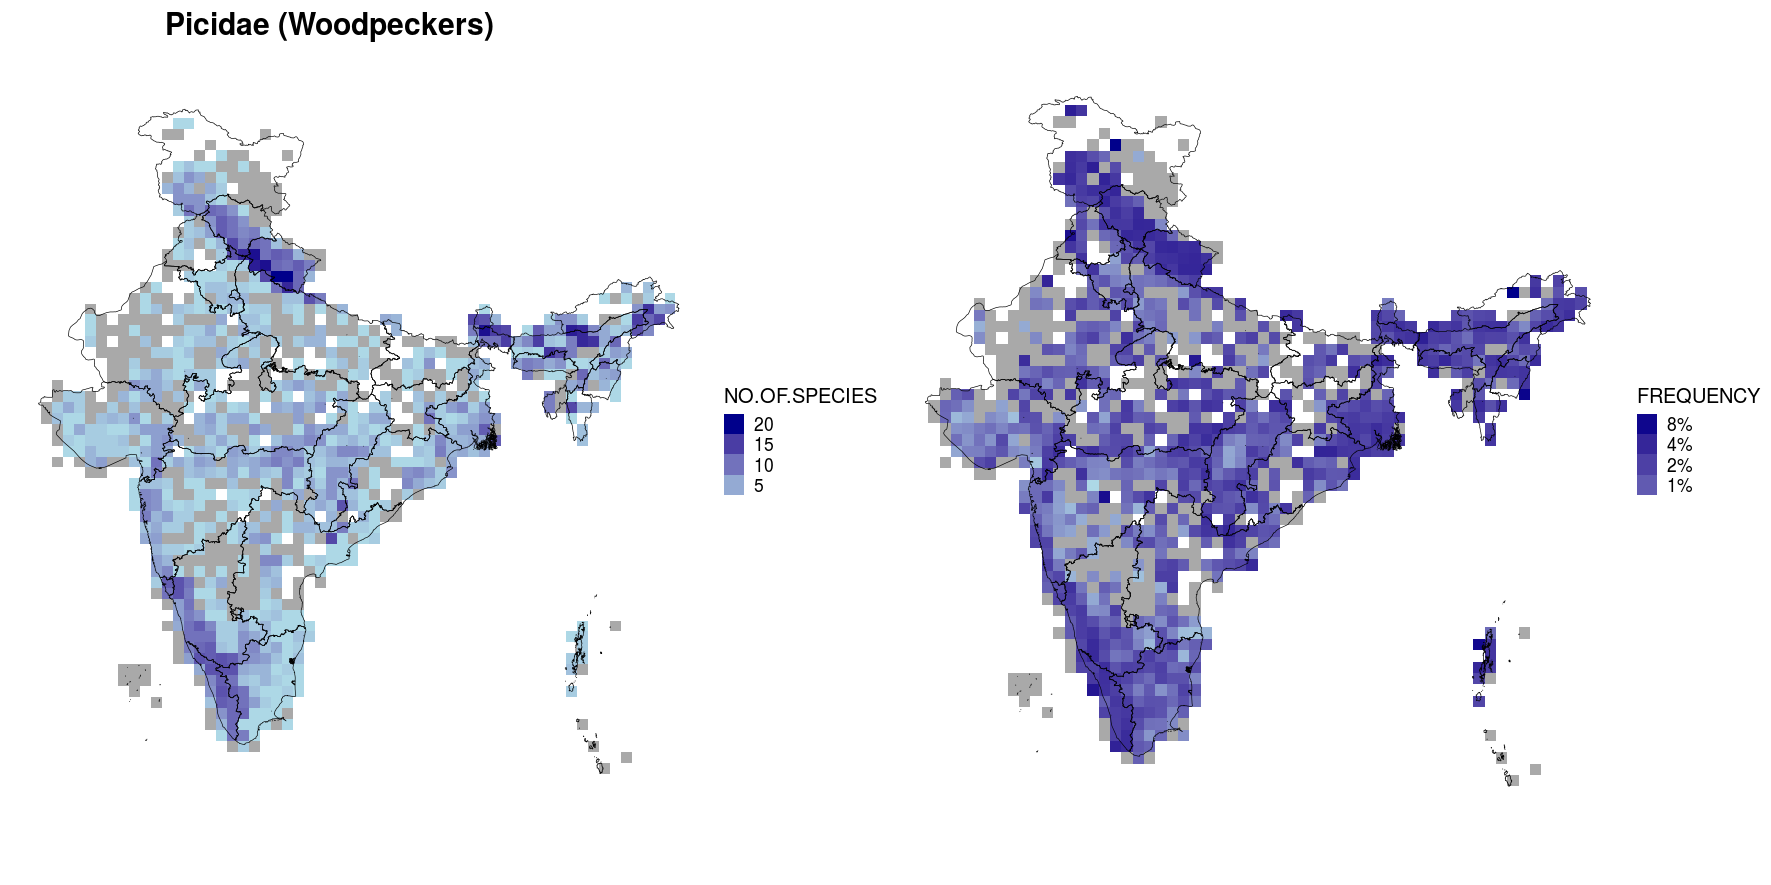 Picidae (Woodpeckers)
NO.OF.SPECIES
20
15
10
5
FREQUENCY
8%
4%
2%
1%